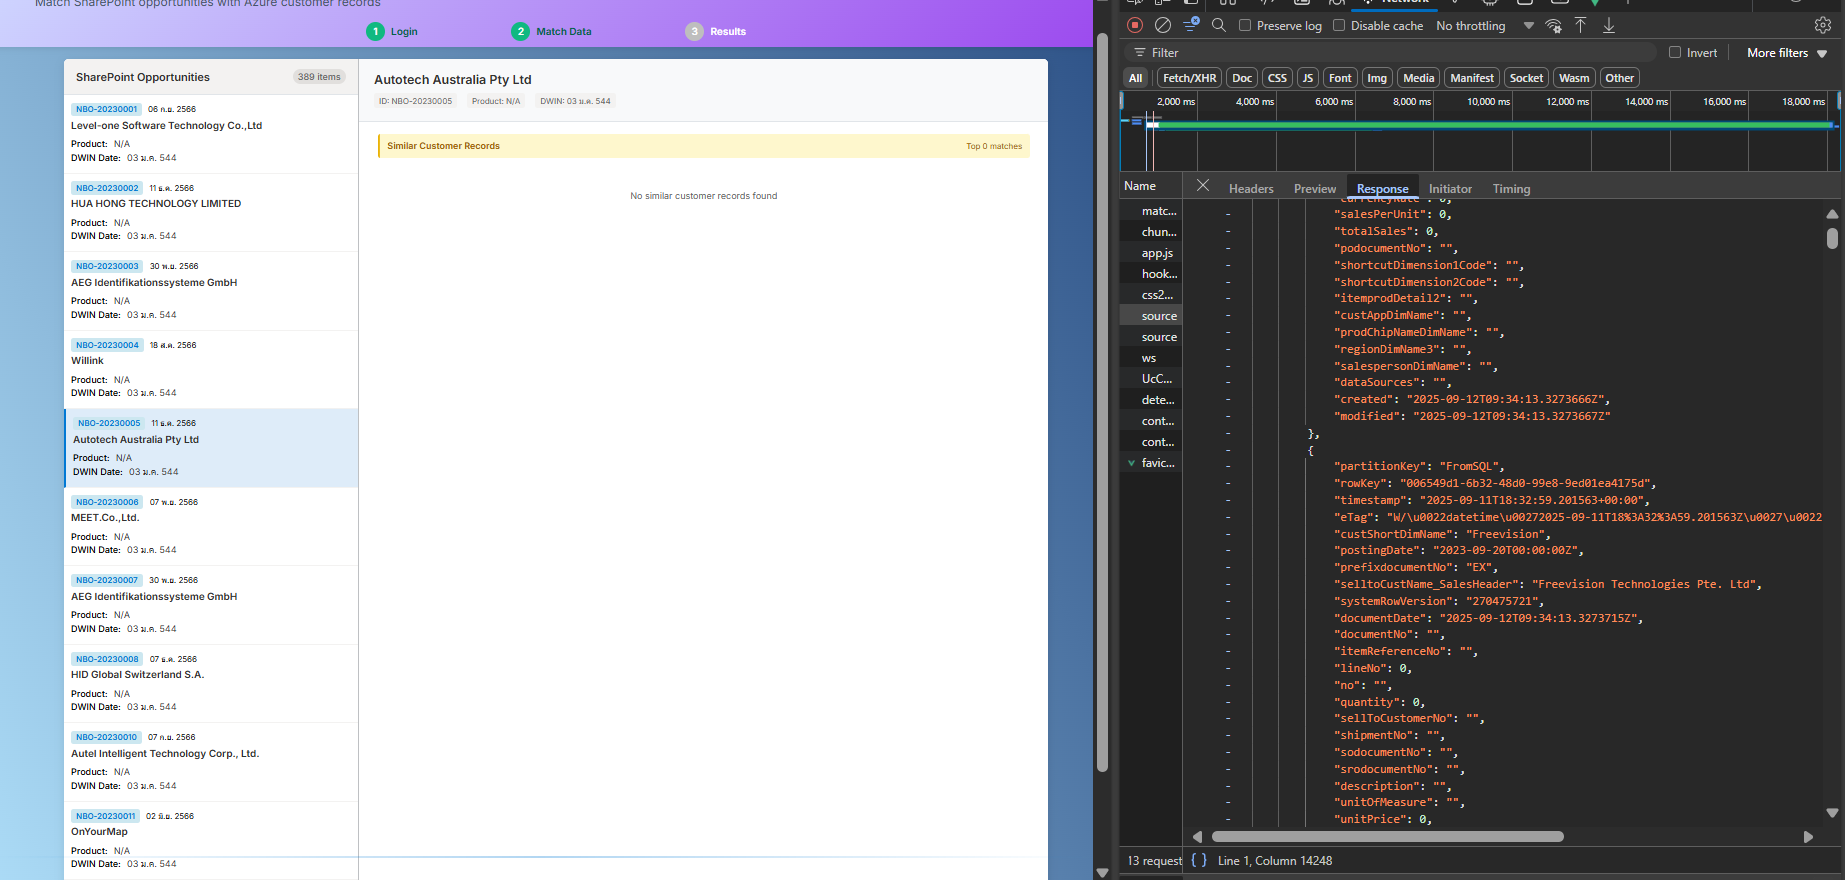 Match SharePoint opportunities with Azure customer records
1 Login
2 Match Data
3 Results
SharePoint Opportunities 389 items
NBO-20230001 06 ก.ย. 2566
Level-one Software Technology Co.,Ltd
Product: N/A
DWIN Date: 03 ม.ค. 544
NBO-20230002 11 ธ.ค. 2566
HUA HONG TECHNOLOGY LIMITED
Product: N/A
DWIN Date: 03 ม.ค. 544
NBO-20230003 30 พ.ย. 2566
AEG Identifikationssysteme GmbH
Product: N/A
DWIN Date: 03 ม.ค. 544
NBO-20230004 18 ส.ค. 2566
Willink
Product: N/A
DWIN Date: 03 ม.ค. 544
NBO-20230005 11 ธ.ค. 2566
Autotech Australia Pty Ltd
Product: N/A
DWIN Date: 03 ม.ค. 544
NBO-20230006 07 พ.ย. 2566
MEET.Co.,Ltd.
Product: N/A
DWIN Date: 03 ม.ค. 544
NBO-20230007 30 พ.ย. 2566
AEG Identifikationssysteme GmbH
Product: N/A
DWIN Date: 03 ม.ค. 544
NBO-20230008 07 ธ.ค. 2566
HID Global Switzerland S.A.
Product: N/A
DWIN Date: 03 ม.ค. 544
NBO-20230010 07 ก.ย. 2566
Autel Intelligent Technology Corp., Ltd.
Product: N/A
DWIN Date: 03 ม.ค. 544
NBO-20230011 02 มิ.ย. 2566
OnYourMap
Product: N/A
DWIN Date: 03 ม.ค. 544
Autotech Australia Pty Ltd
ID: NBO-20230005 Product: N/A DWIN: 03 ม.ค. 544
Similar Customer Records Top 0 matches
No similar customer records found
Network
Preserve log Disable cache No throttling
Filter Invert More filters
All Fetch/XHR Doc CSS JS Font Img Media Manifest Socket Wasm Other
2,000 ms 4,000 ms 6,000 ms 8,000 ms 10,000 ms 12,000 ms 14,000 ms 16,000 ms 18,000 ms
Name
matc...
chun...
app.js
hook...
css2...
source
source
ws
UcC...
dete...
cont...
cont...
favic...
Headers Preview Response Initiator Timing
"currencyRate": 0,
"salesPerUnit": 0,
"totalSales": 0,
"podocumentNo": "",
"shortcutDimension1Code": "",
"shortcutDimension2Code": "",
"itemprodDetail2": "",
"custAppDimName": "",
"prodChipNameDimName": "",
"regionDimName3": "",
"salespersonDimName": "",
"dataSources": "",
"created": "2025-09-12T09:34:13.3273666Z",
"modified": "2025-09-12T09:34:13.3273667Z"
},
{
"partitionKey": "FromSQL",
"rowKey": "006549d1-6b32-48d0-99e8-9ed01ea4175d",
"timestamp": "2025-09-11T18:32:59.201563+00:00",
"eTag": "W/\u0022datetime\u00272025-09-11T18%3A32%3A59.201563Z\u0027\u0022
"custShortDimName": "Freevision",
"postingDate": "2023-09-20T00:00:00Z",
"prefixdocumentNo": "EX",
"selltoCustName_SalesHeader": "Freevision Technologies Pte. Ltd",
"systemRowVersion": "270475721",
"documentDate": "2025-09-12T09:34:13.3273715Z",
"documentNo": "",
"itemReferenceNo": "",
"lineNo": 0,
"no": "",
"quantity": 0,
"sellToCustomerNo": "",
"shipmentNo": "",
"sodocumentNo": "",
"srodocumentNo": "",
"description": "",
"unitOfMeasure": "",
"unitPrice": 0,
13 request { } Line 1, Column 14248